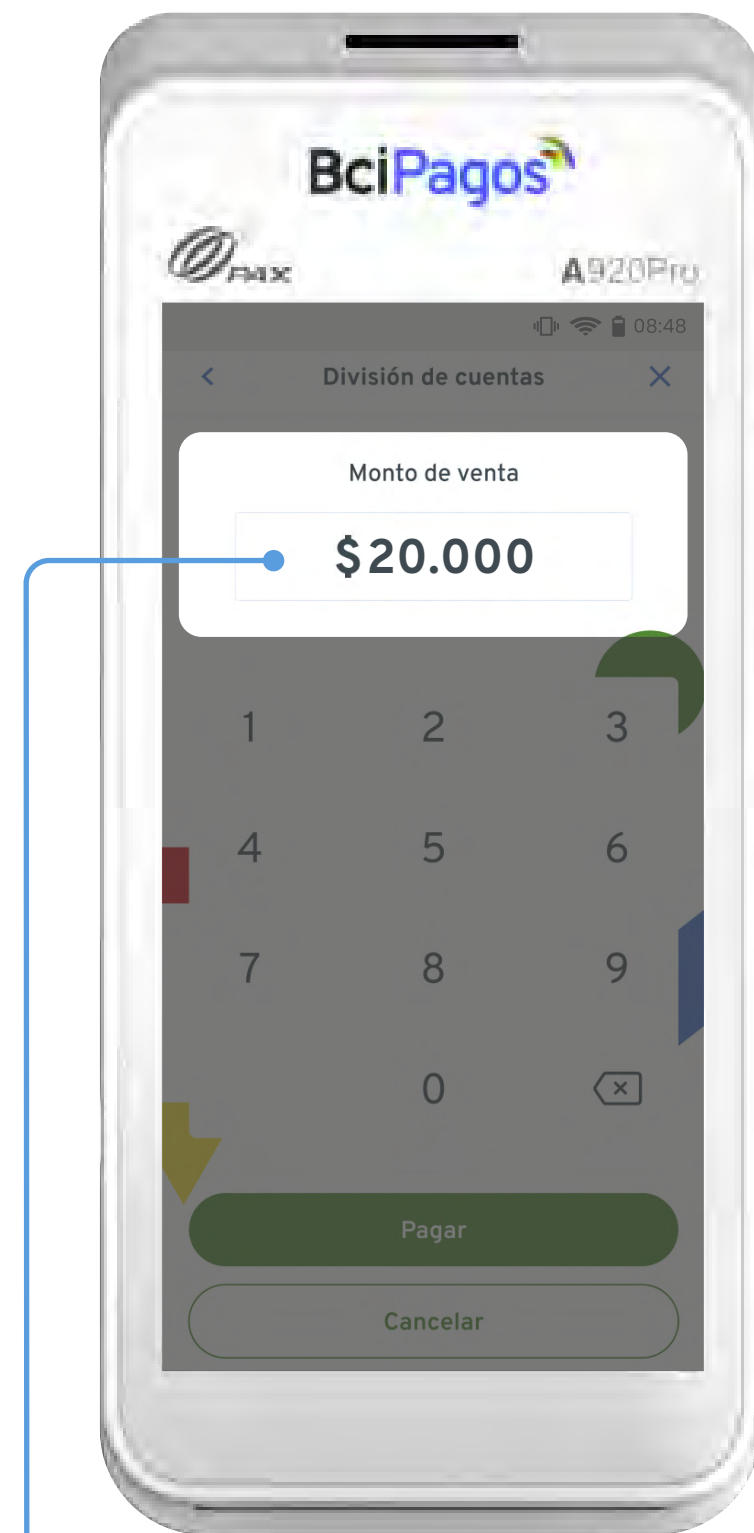 BciPagos
PAX A920Pro
08:48
División de cuentas
Monto de venta
$20.000
1 2 3
4 5 6
7 8 9
0
Pagar
Cancelar